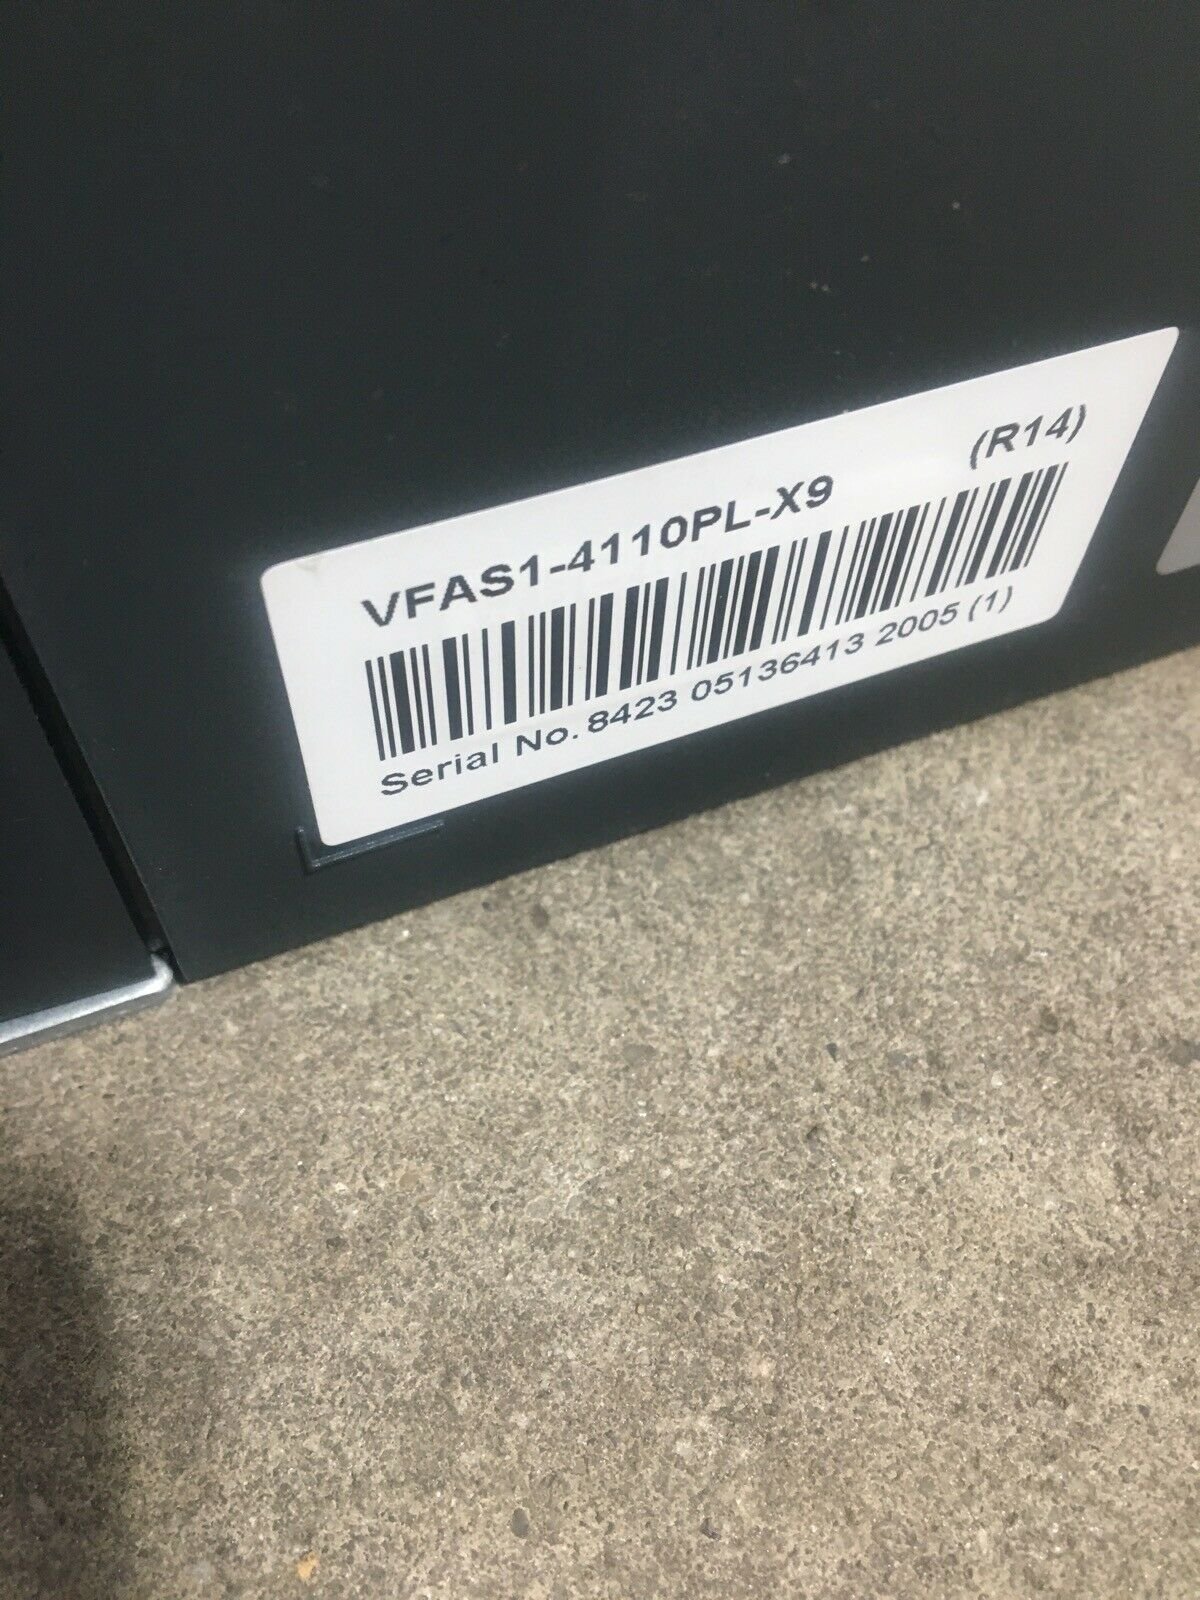 VFAS1-4110PL-X9 (R14)
Serial No. 8423 05136413 2005 (1)